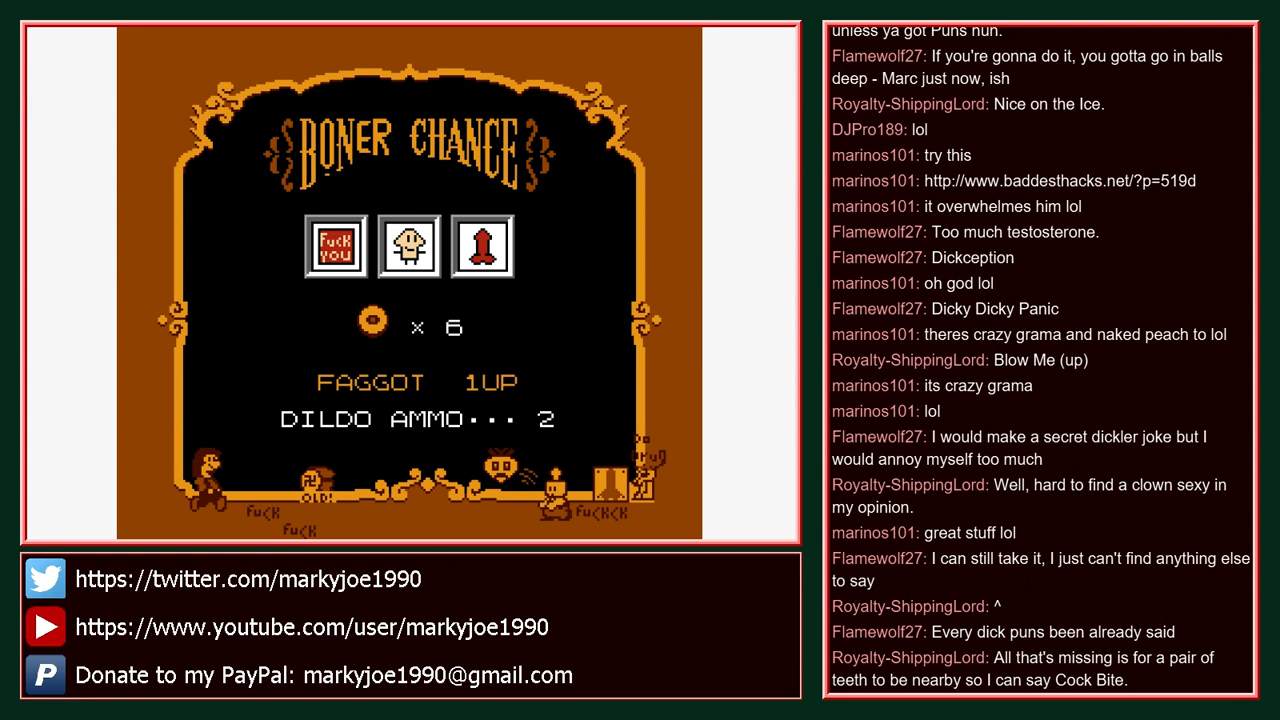 BONER CHANCE
FUCK
YOU
x 6
FAGGOT 1UP
DILDO AMMO··· 2
Do
Drug
OLD!
fuck
fuckk
fuck
https://twitter.com/markyjoe1990
https://www.youtube.com/user/markyjoe1990
Donate to my PayPal: markyjoe1990@gmail.com
unless ya got Puns hun.
Flamewolf27: If you're gonna do it, you gotta go in balls
deep - Marc just now, ish
Royalty-ShippingLord: Nice on the Ice.
DJPro189: lol
marinos101: try this
marinos101: http://www.baddesthacks.net/?p=519d
marinos101: it overwhelmes him lol
Flamewolf27: Too much testosterone.
Flamewolf27: Dickception
marinos101: oh god lol
Flamewolf27: Dicky Dicky Panic
marinos101: theres crazy grama and naked peach to lol
Royalty-ShippingLord: Blow Me (up)
marinos101: its crazy grama
marinos101: lol
Flamewolf27: I would make a secret dickler joke but I
would annoy myself too much
Royalty-ShippingLord: Well, hard to find a clown sexy in
my opinion.
marinos101: great stuff lol
Flamewolf27: I can still take it, I just can't find anything else
to say
Royalty-ShippingLord: ^
Flamewolf27: Every dick puns been already said
Royalty-ShippingLord: All that's missing is for a pair of
teeth to be nearby so I can say Cock Bite.